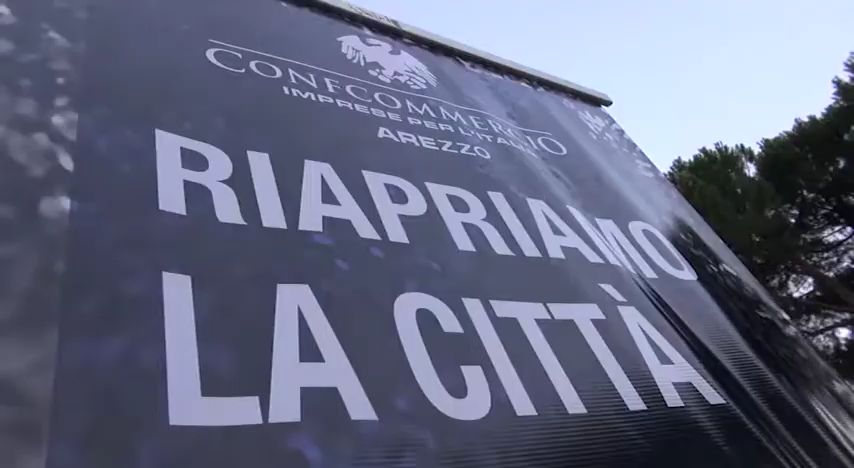 CONFCOMMERCIO
IMPRESE PER L'ITALIA
AREZZO
RIAPRIAMO
LA CITTÀ